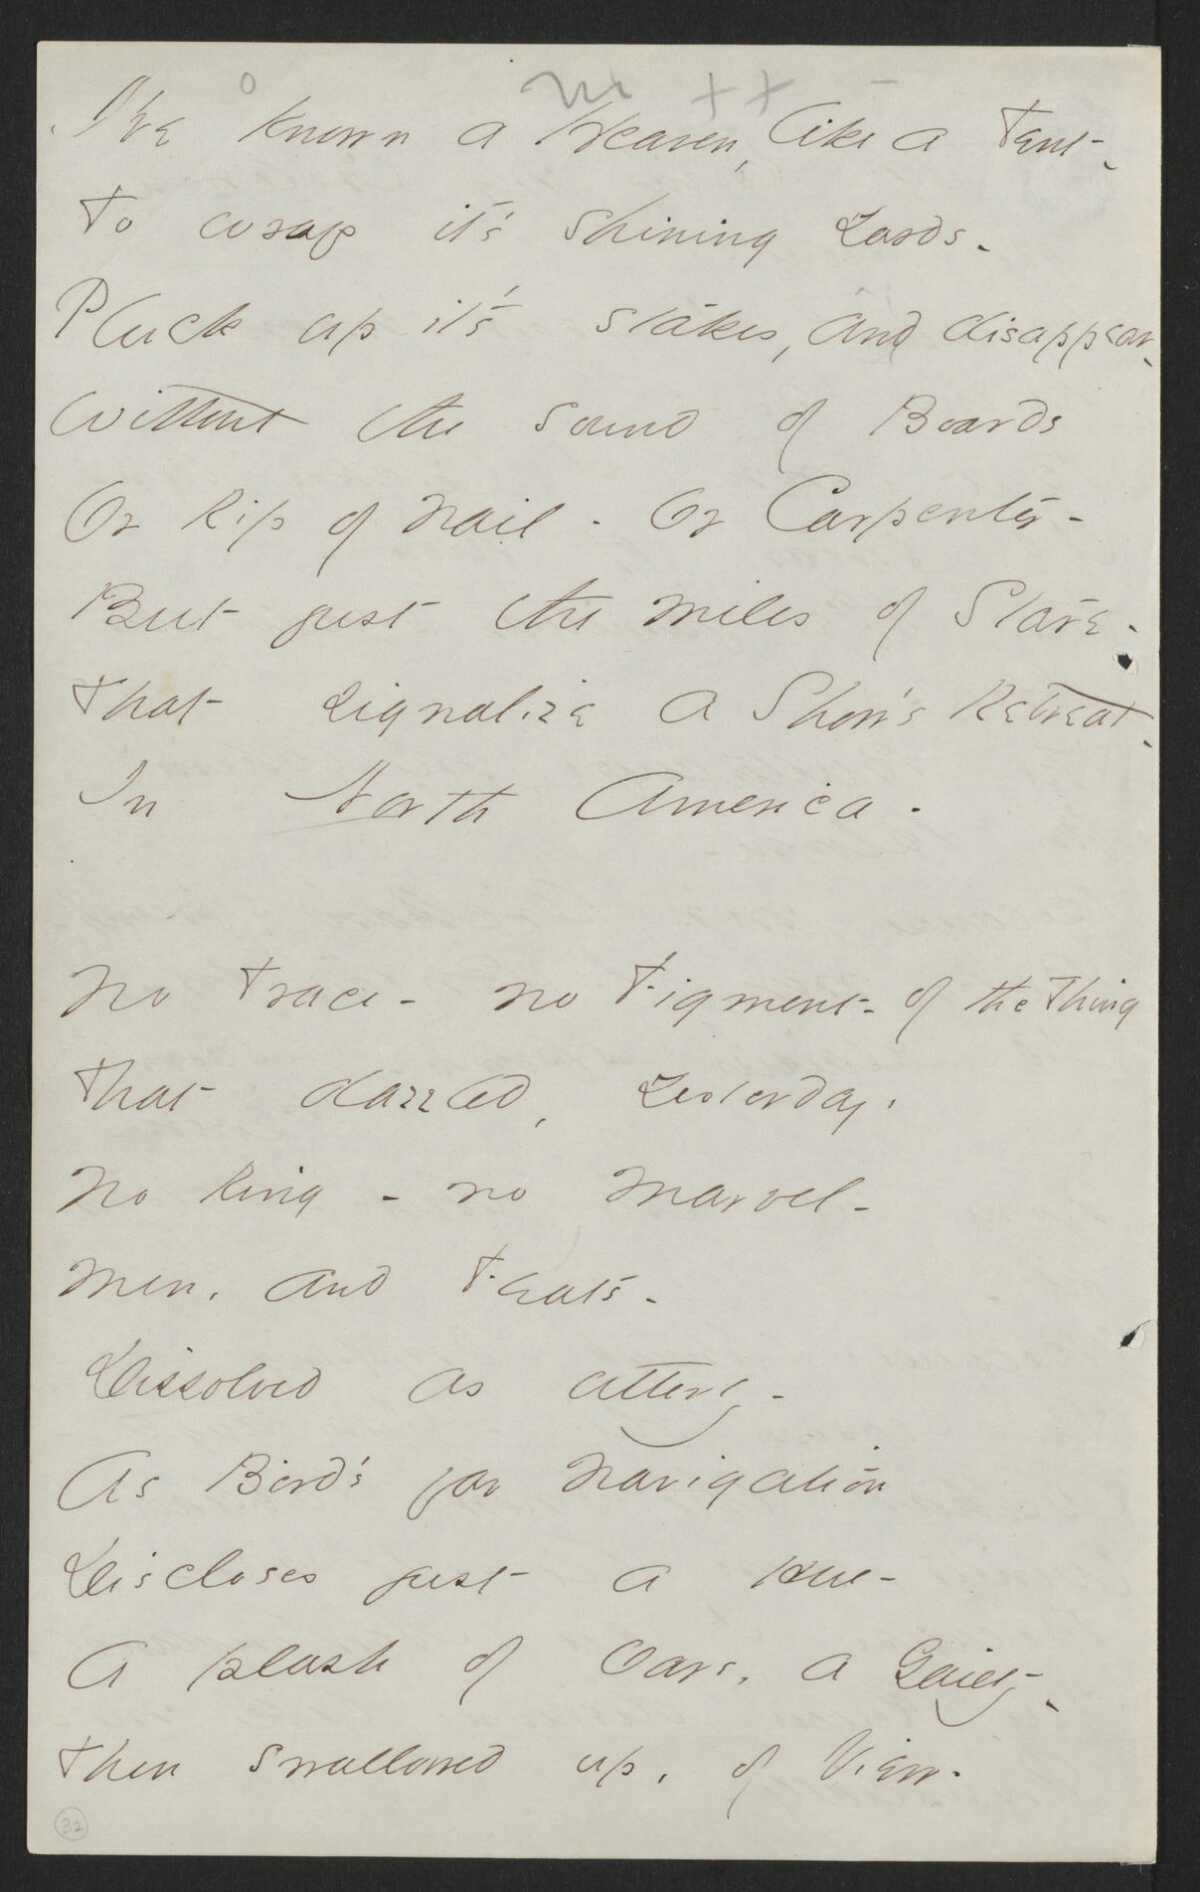 I've known a Heaven, like a Tent -
To wrap it's shining Yards -
Pluck up it's stakes, and disappear -
Without the sound of Boards
Or Rip of Nail - Or Carpenter -
But just the miles of Stare -
That signalize a Show's Retreat -
In North America -
No Trace - no Figment - of the Thing
That dazzled, Yesterday,
No Ring - no Marvel -
Men, and Feats -
Dissolved as utterly -
As Bird's far Navigation
Discloses just a Hue -
A plash of Oars, a Gaiety -
Then swallowed up, of View -
32